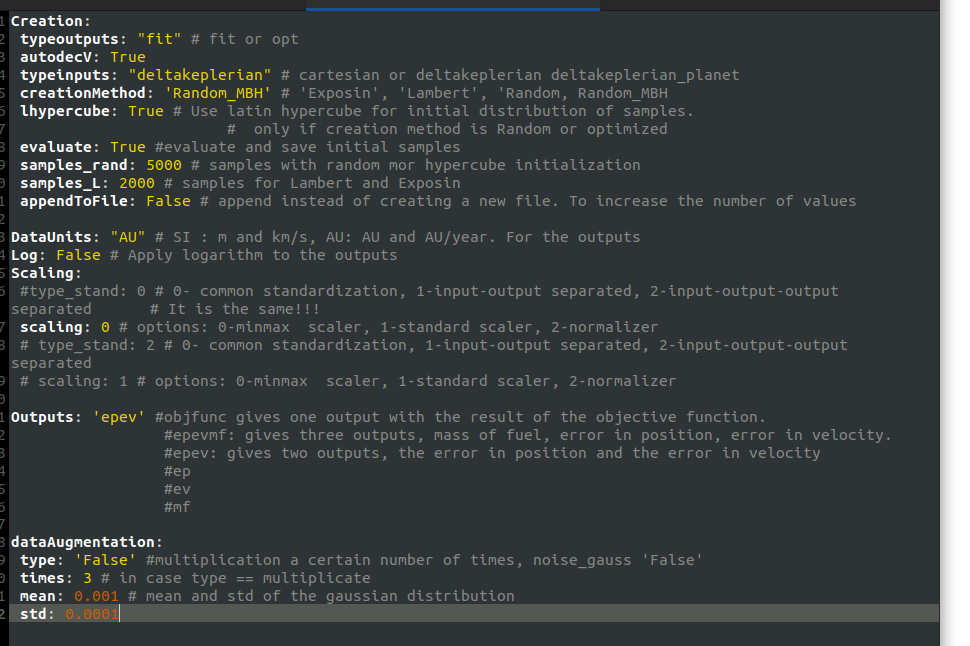 1 Creation:
2 typeoutputs: "fit" # fit or opt
3 autodecV: True
4 typeinputs: "deltakeplerian" # cartesian or deltakeplerian deltakeplerian_planet
5 creationMethod: 'Random_MBH' # 'Exposin', 'Lambert', 'Random, Random_MBH
6 lhypercube: True # Use latin hypercube for initial distribution of samples.
7 # only if creation method is Random or optimized
8 evaluate: True #evaluate and save initial samples
9 samples_rand: 5000 # samples with random mor hypercube initialization
0 samples_L: 2000 # samples for Lambert and Exposin
1 appendToFile: False # append instead of creating a new file. To increase the number of values
2
3 DataUnits: "AU" # SI : m and km/s, AU: AU and AU/year. For the outputs
4 Log: False # Apply logarithm to the outputs
5 Scaling:
6 #type_stand: 0 # 0- common standardization, 1-input-output separated, 2-input-output-output
separated # It is the same!!!
7 scaling: 0 # options: 0-minmax scaler, 1-standard scaler, 2-normalizer
8 # type_stand: 2 # 0- common standardization, 1-input-output separated, 2-input-output-output
separated
9 # scaling: 1 # options: 0-minmax scaler, 1-standard scaler, 2-normalizer
0
1 Outputs: 'epev' #objfunc gives one output with the result of the objective function.
2 #epevmf: gives three outputs, mass of fuel, error in position, error in velocity.
3 #epev: gives two outputs, the error in position and the error in velocity
4 #ep
5 #ev
6 #mf
7
8 dataAugmentation:
9 type: 'False' #multiplication a certain number of times, noise_gauss 'False'
0 times: 3 # in case type == multiplicate
1 mean: 0.001 # mean and std of the gaussian distribution
2 std: 0.0001